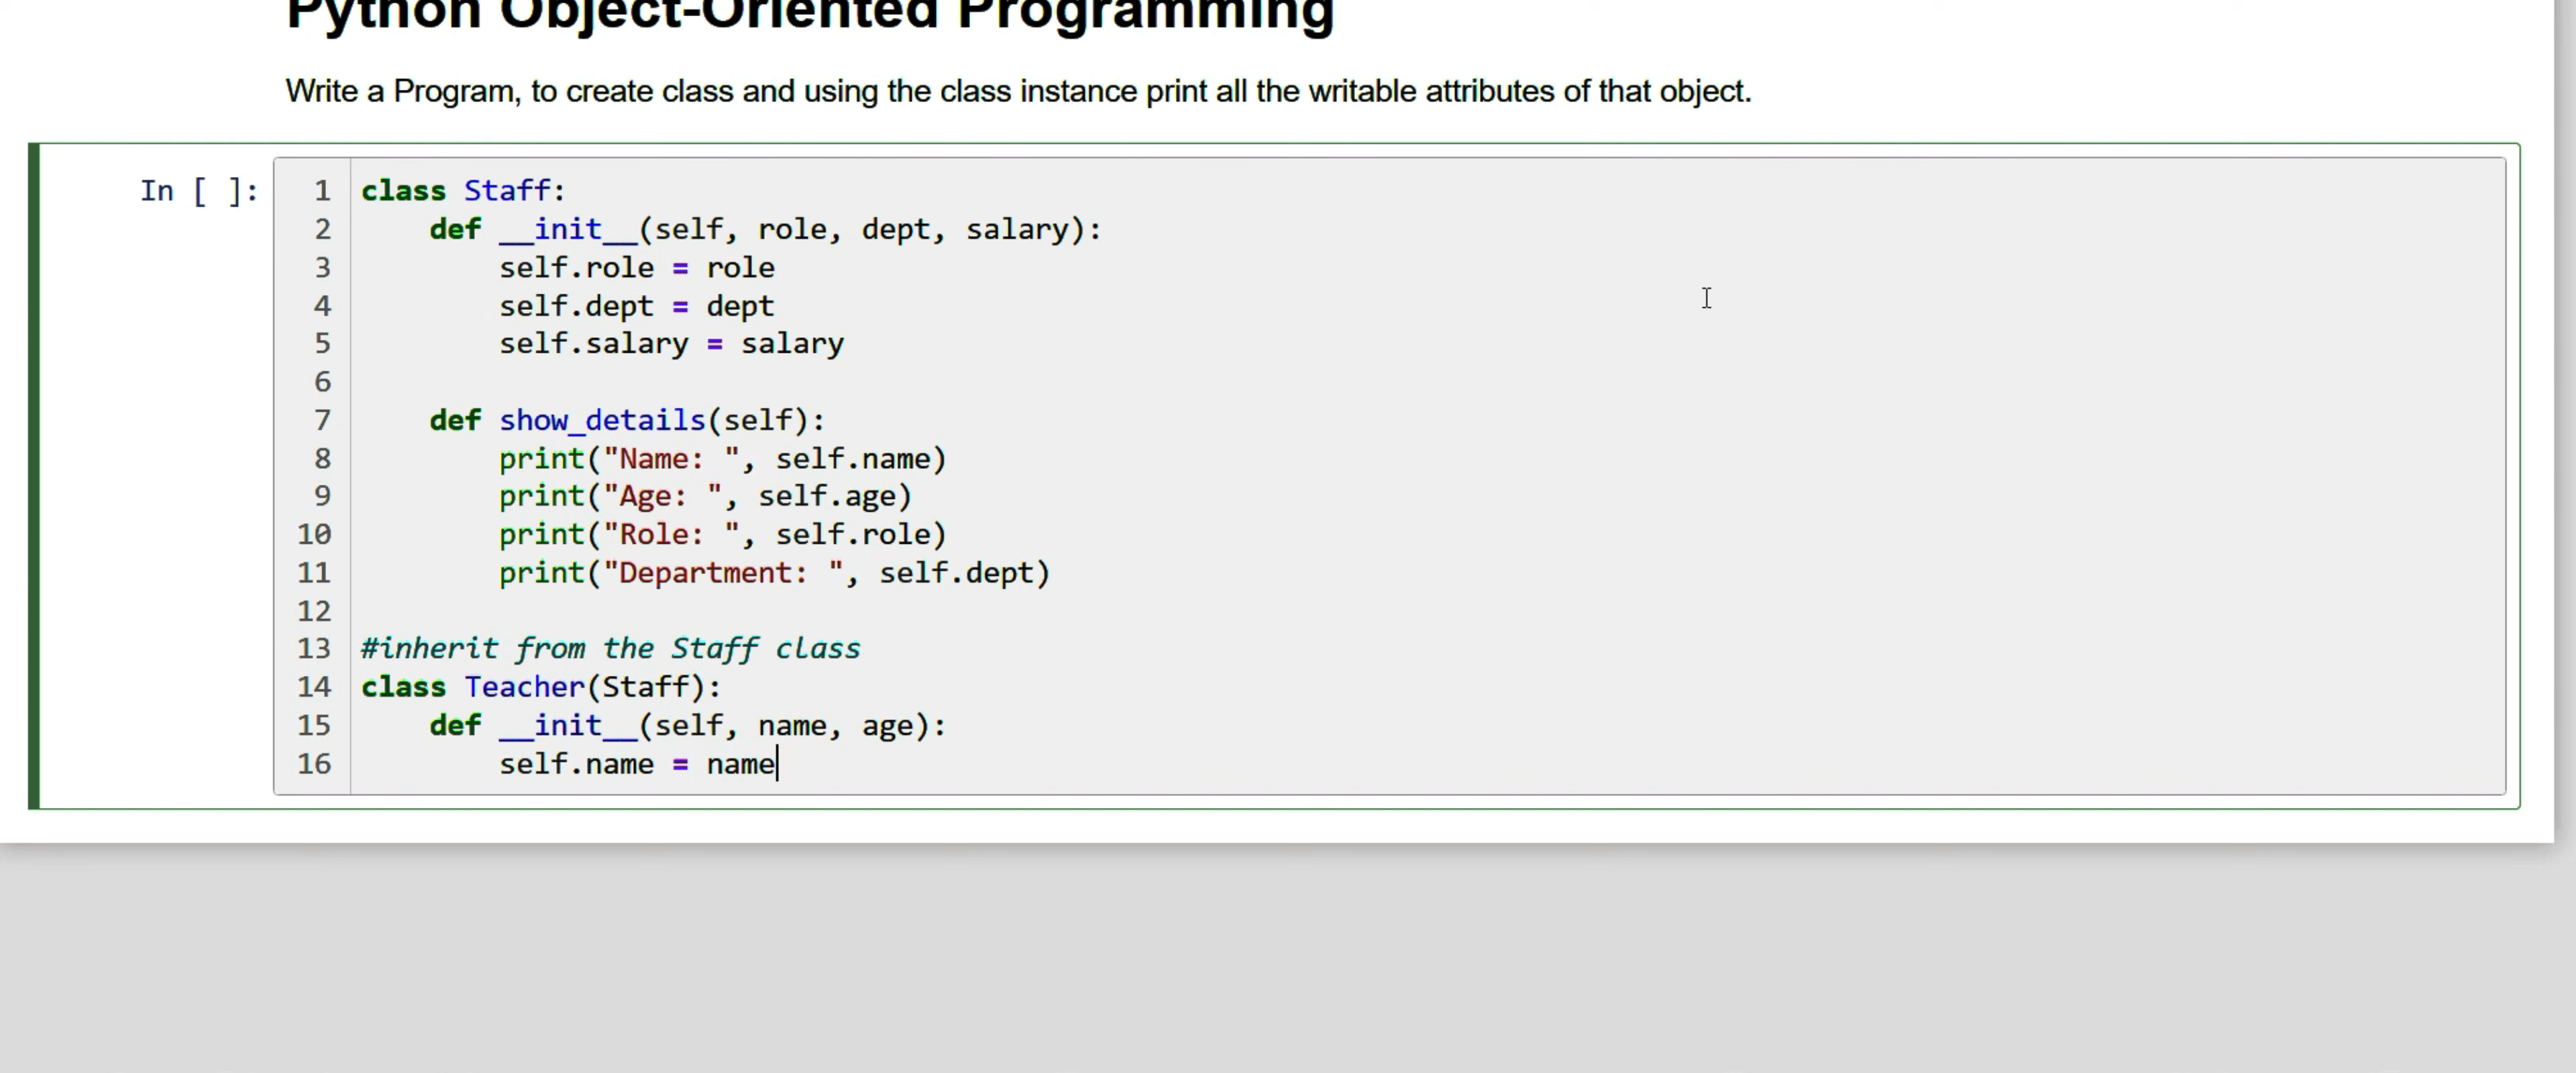 Python Object-Oriented Programming
Write a Program, to create class and using the class instance print all the writable attributes of that object.
In [ ]:
1 class Staff:
2     def __init__(self, role, dept, salary):
3         self.role = role
4         self.dept = dept
5         self.salary = salary
6
7     def show_details(self):
8         print("Name: ", self.name)
9         print("Age: ", self.age)
10         print("Role: ", self.role)
11         print("Department: ", self.dept)
12
13 #inherit from the Staff class
14 class Teacher(Staff):
15     def __init__(self, name, age):
16         self.name = name